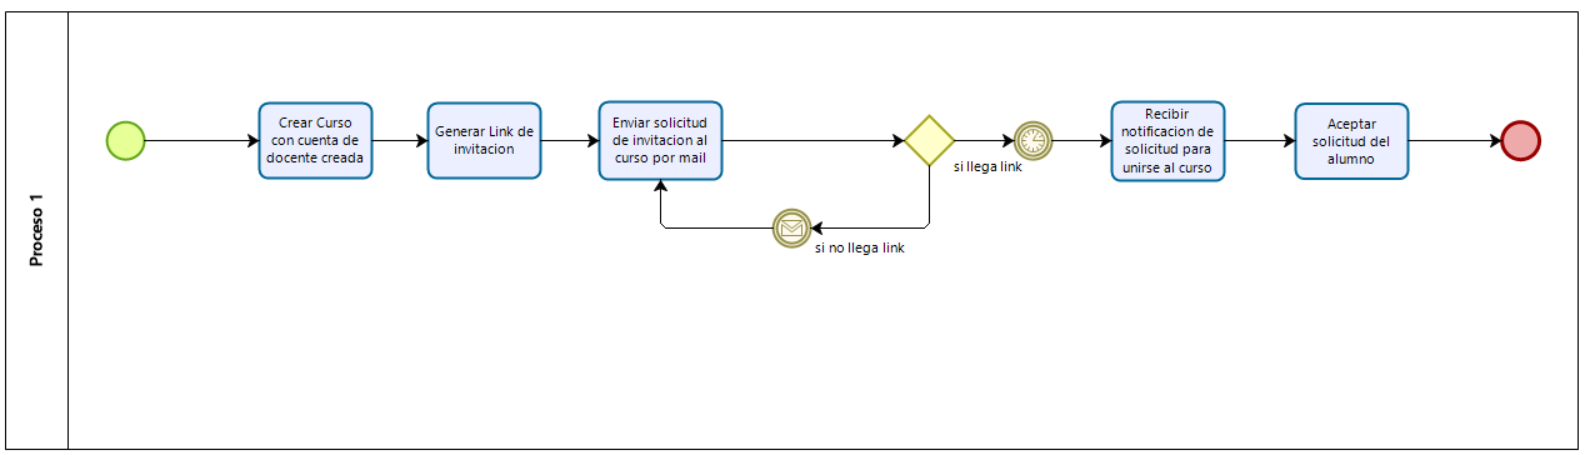 Proceso 1
Crear Curso
con cuenta de
docente creada
Generar Link de
invitacion
Enviar solicitud
de invitacion al
curso por mail
si llega link
si no llega link
Recibir
notificacion de
solicitud para
unirse al curso
Aceptar
solicitud del
alumno